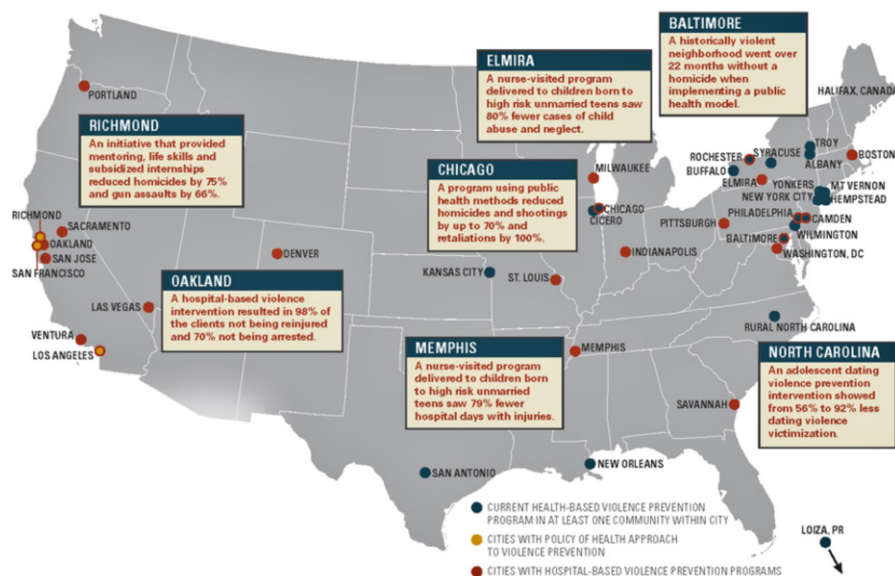 BALTIMORE
A historically violent
neighborhood went over
22 months without a
homicide when
implementing a public
health model.
ELMIRA
A nurse-visited program
delivered to children born to
high risk unmarried teens saw
80% fewer cases of child
abuse and neglect.
HALIFAX, CANADA
PORTLAND
RICHMOND
An initiative that provided
mentoring, life skills and
subsidized internships
reduced homicides by 75%
and gun assaults by 66%.
CHICAGO
A program using public
health methods reduced
homicides and shootings
by up to 70% and
retaliations by 100%.
MILWAUKEE
CHICAGO
CICERO
ROCHESTER
SYRACUSE
TROY
BOSTON
BUFFALO
ALBANY
ELMIRA
YONKERS
MT VERNON
NEW YORK CITY
HEMPSTEAD
PHILADELPHIA
CAMDEN
PITTSBURGH
WILMINGTON
BALTIMORE
WASHINGTON, DC
INDIANAPOLIS
RICHMOND
SACRAMENTO
OAKLAND
SAN JOSE
SAN FRANCISCO
DENVER
KANSAS CITY
ST. LOUIS
OAKLAND
A hospital-based violence
intervention resulted in 98% of
the clients not being reinjured
and 70% not being arrested.
LAS VEGAS
VENTURA
LOS ANGELES
RURAL NORTH CAROLINA
MEMPHIS
A nurse-visited program
delivered to children born
to high risk unmarried
teens saw 79% fewer
hospital days with injuries.
MEMPHIS
NORTH CAROLINA
An adolescent dating
violence prevention
intervention showed
from 56% to 92% less
dating violence
victimization.
SAVANNAH
SAN ANTONIO
NEW ORLEANS
CURRENT HEALTH-BASED VIOLENCE PREVENTION
PROGRAM IN AT LEAST ONE COMMUNITY WITHIN CITY
CITIES WITH POLICY OF HEALTH APPROACH
TO VIOLENCE PREVENTION
CITIES WITH HOSPITAL-BASED VIOLENCE PREVENTION PROGRAMS
LOIZA, PR